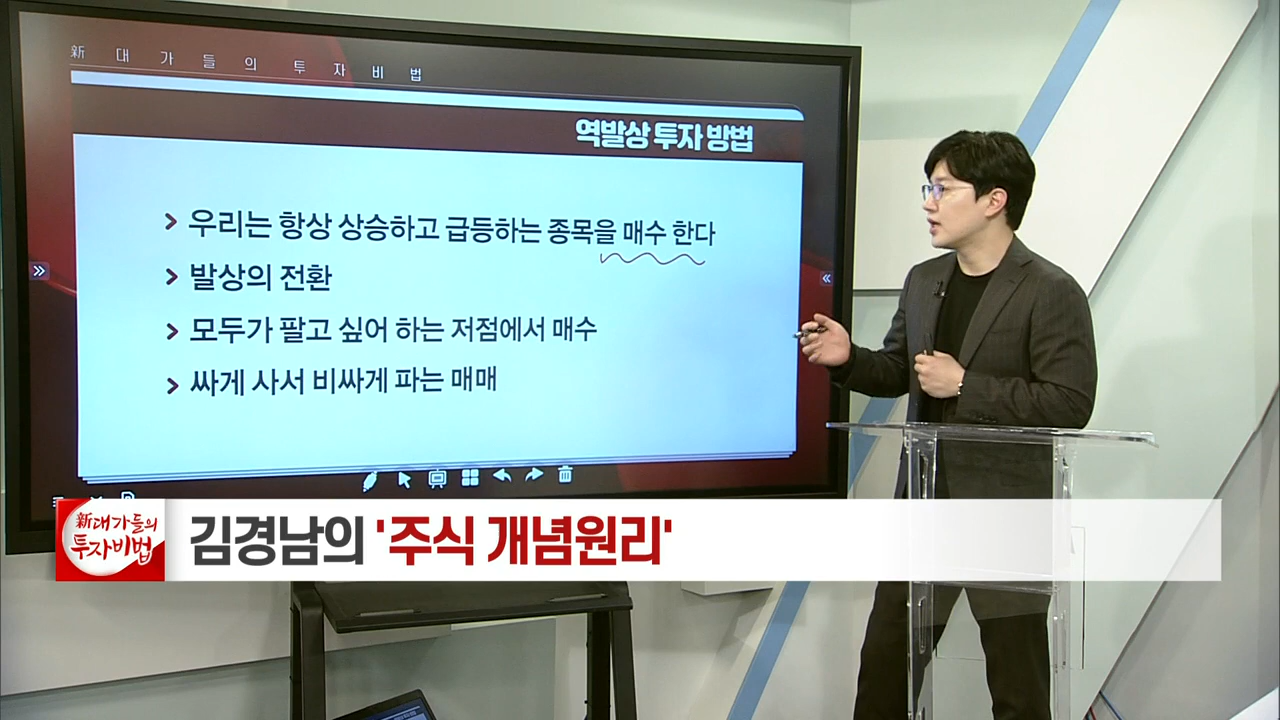 新 대 가 들 의 투 자 비 법
역발상 투자 방법
우리는 항상 상승하고 급등하는 종목을 매수 한다
발상의 전환
모두가 팔고 싶어 하는 저점에서 매수
싸게 사서 비싸게 파는 매매
新대가들의
투자비법
김경남의 '주식 개념원리'